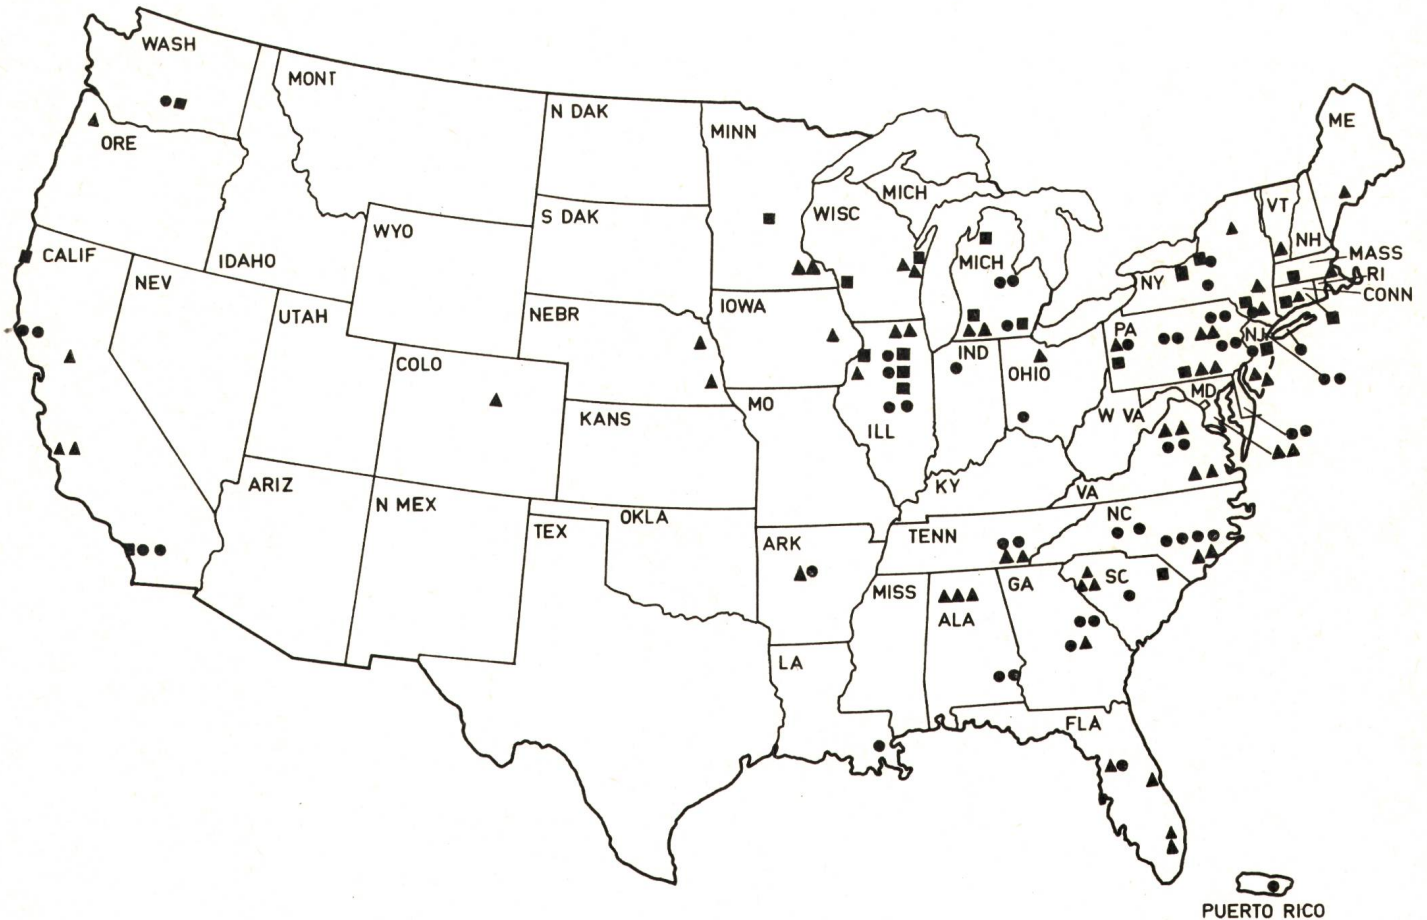 WASH
MONT
N DAK
MINN
ME
ORE
MICH
VT
WISC
S DAK
WYO
NH
CALIF
IDAHO
MICH
MASS
NEV
NY
RI
CONN
IOWA
UTAH
NEBR
PA
NJ
IND
COLO
OHIO
MD
MO
W VA
KANS
ILL
ARIZ
KY
VA
N MEX
OKLA
NC
TEX
TENN
ARK
SC
GA
MISS
ALA
LA
FLA
PUERTO RICO